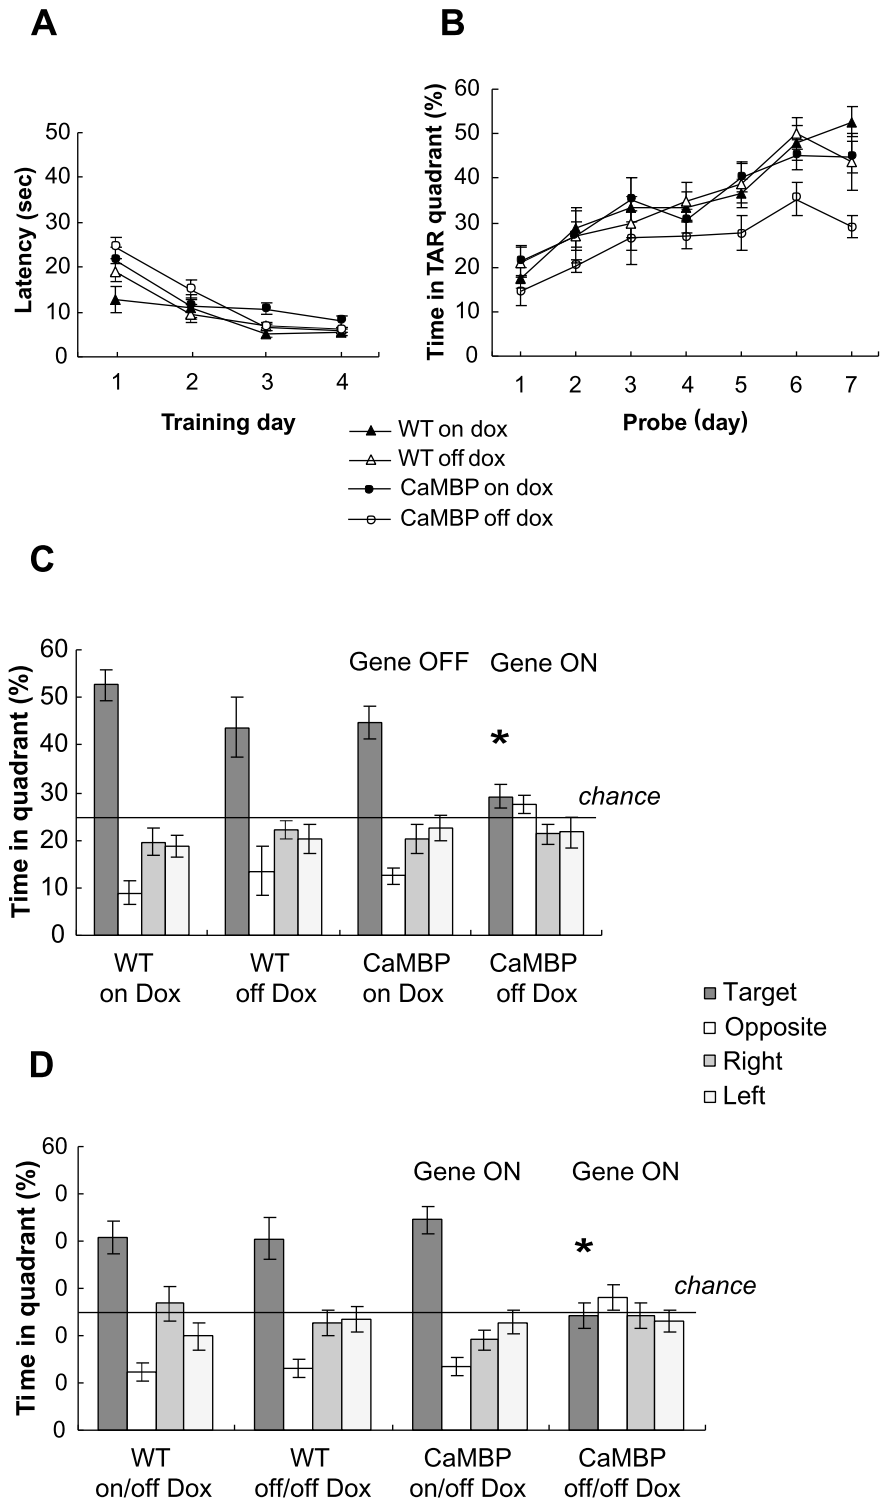 A
B
Latency (sec)
50
40
30
20
10
0
1 2 3 4
Training day
Time in TAR quadrant (%)
60
50
40
30
20
10
0
1 2 3 4 5 6 7
Probe (day)
WT on dox
WT off dox
CaMBP on dox
CaMBP off dox
C
Time in quadrant (%)
60
50
40
30
20
10
0
Gene OFF Gene ON
*
chance
WT
on Dox
WT
off Dox
CaMBP
on Dox
CaMBP
off Dox
Target
Opposite
Right
Left
D
Time in quadrant (%)
60
0
0
0
0
0
0
Gene ON Gene ON
*
chance
WT
on/off Dox
WT
off/off Dox
CaMBP
on/off Dox
CaMBP
off/off Dox